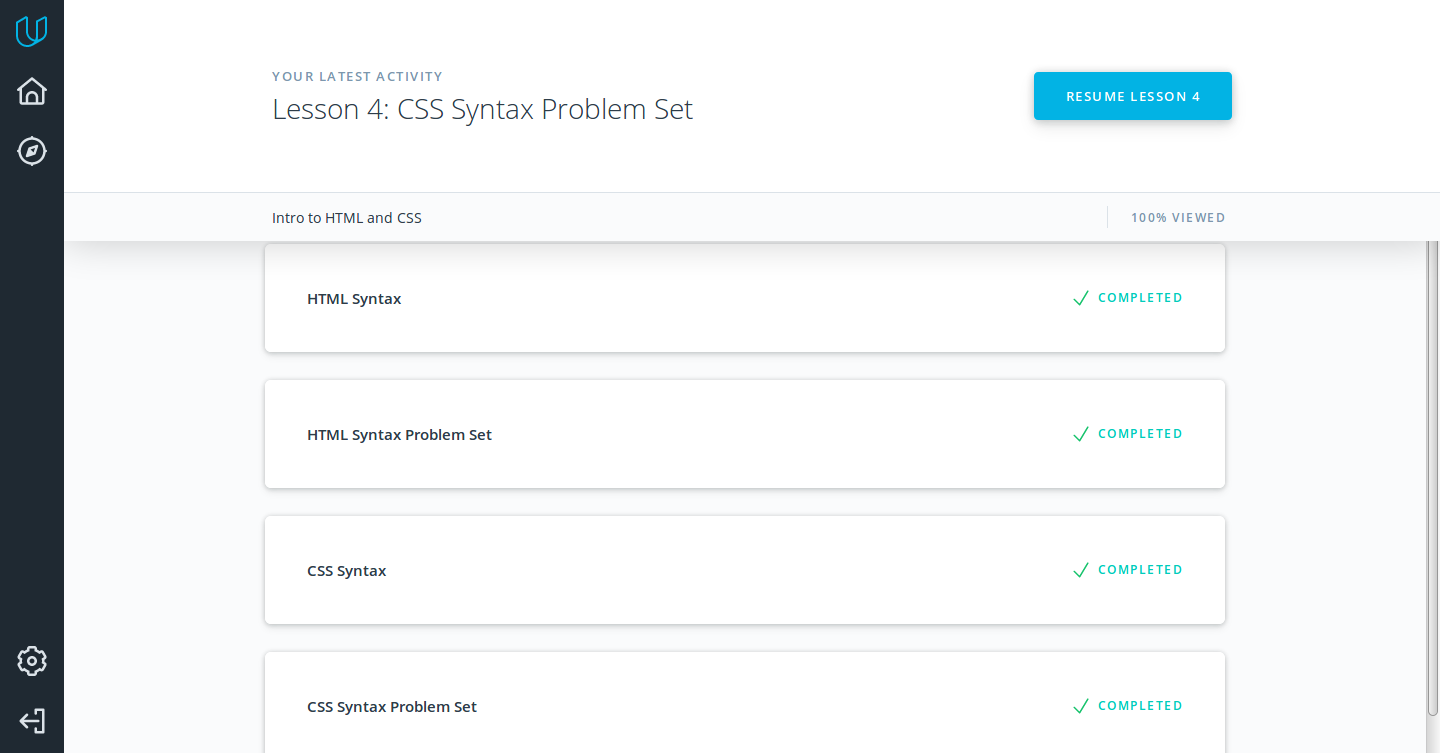 YOUR LATEST ACTIVITY
Lesson 4: CSS Syntax Problem Set
RESUME LESSON 4
Intro to HTML and CSS
100% VIEWED
HTML Syntax
COMPLETED
HTML Syntax Problem Set
COMPLETED
CSS Syntax
COMPLETED
CSS Syntax Problem Set
COMPLETED